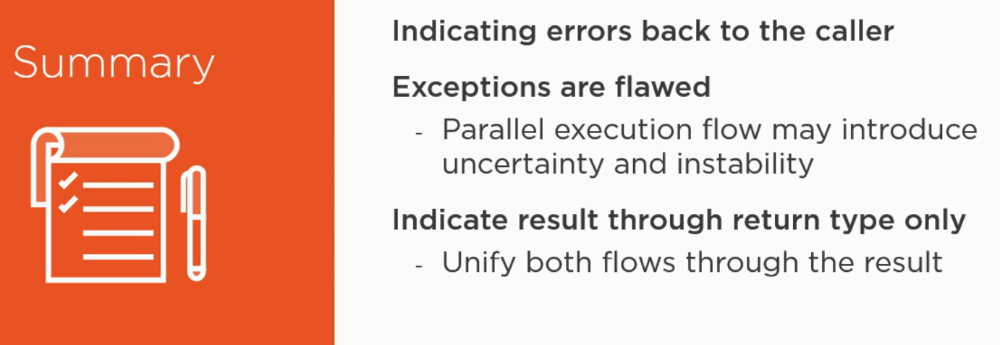 Summary
Indicating errors back to the caller
Exceptions are flawed
- Parallel execution flow may introduce
uncertainty and instability
Indicate result through return type only
- Unify both flows through the result